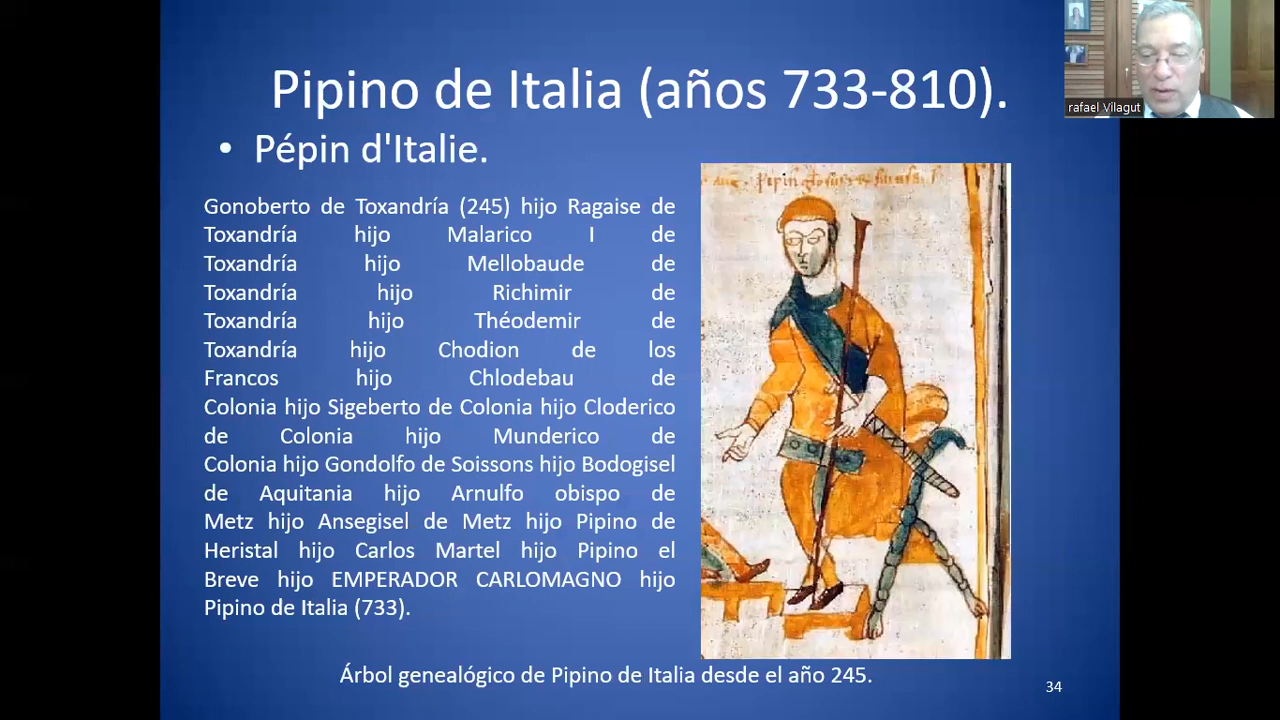 Pipino de Italia (años 733-810).
rafael Vilagut
• Pépin d'Italie.
Gonoberto de Toxandría (245) hijo Ragaise de
Toxandría hijo Malarico I de
Toxandría hijo Mellobaude de
Toxandría hijo Richimir de
Toxandría hijo Théodemir de
Toxandría hijo Chodion de los
Francos hijo Chlodebau de
Colonia hijo Sigeberto de Colonia hijo Cloderico
de Colonia hijo Munderico de
Colonia hijo Gondolfo de Soissons hijo Bodogisel
de Aquitania hijo Arnulfo obispo de
Metz hijo Ansegisel de Metz hijo Pipino de
Heristal hijo Carlos Martel hijo Pipino el
Breve hijo EMPERADOR CARLOMAGNO hijo
Pipino de Italia (733).
Árbol genealógico de Pipino de Italia desde el año 245.
34